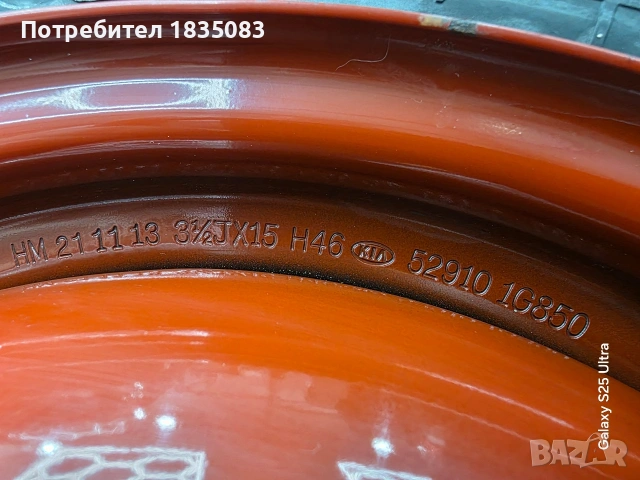 Потребител 1835083
HM 21 11 13 3½JX15 H46 KIA 52910 1G850
Galaxy S25 Ultra
BAZAR